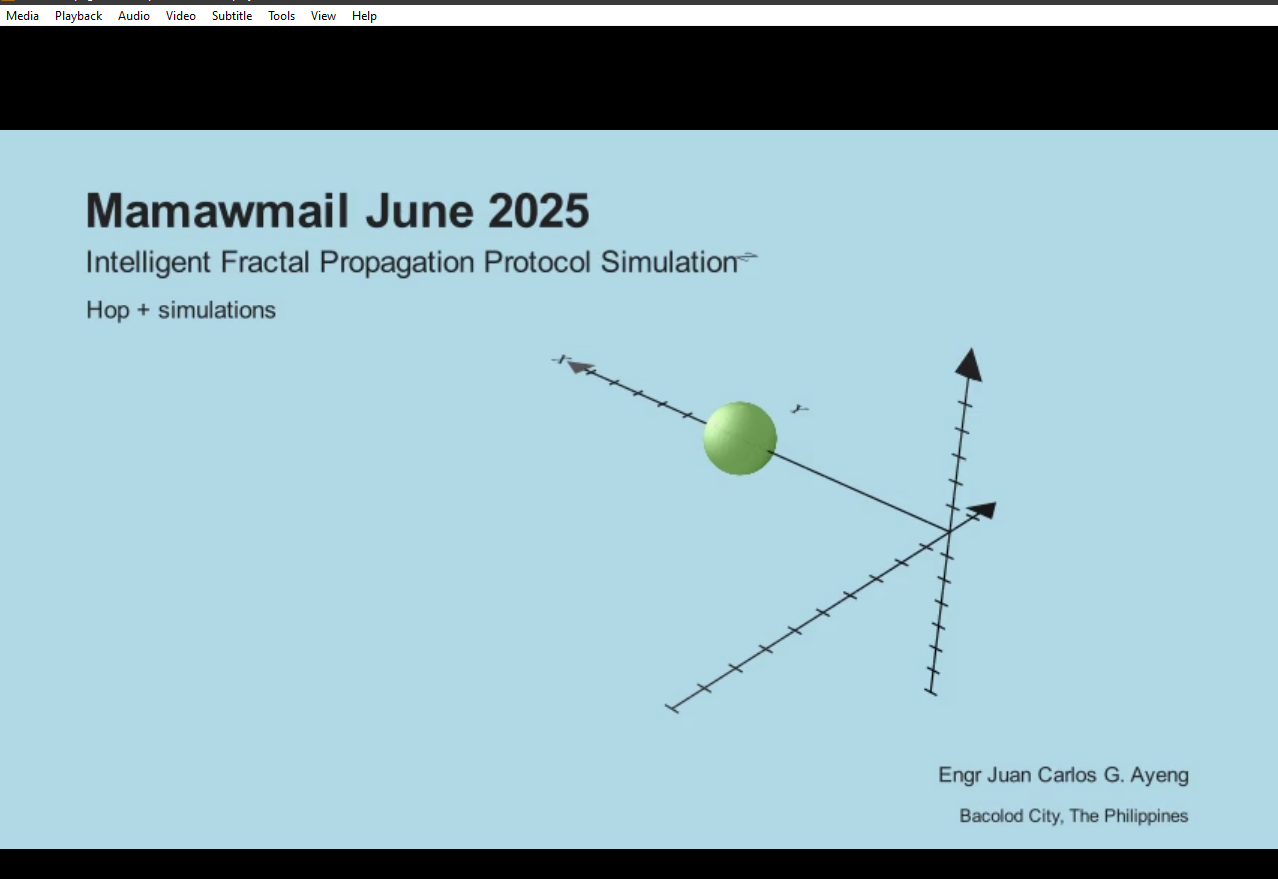 Media Playback Audio Video Subtitle Tools View Help
Mamawmail June 2025
Intelligent Fractal Propagation Protocol Simulation
Hop + simulations
Engr Juan Carlos G. Ayeng
Bacolod City, The Philippines